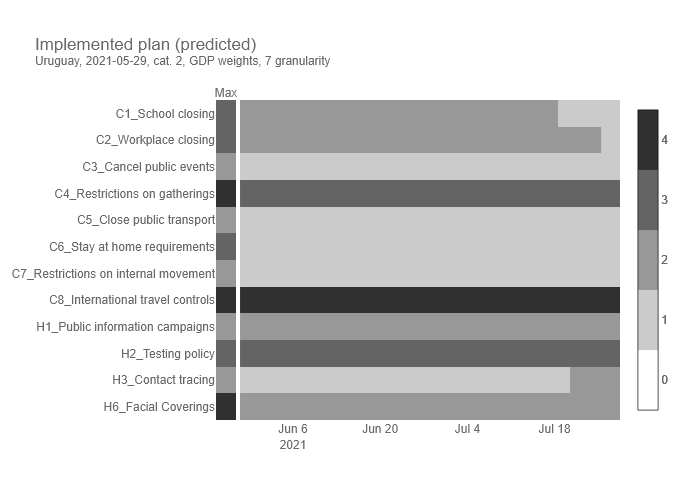 Implemented plan (predicted)
Uruguay, 2021-05-29, cat. 2, GDP weights, 7 granularity
Max
C1_School closing
C2_Workplace closing
C3_Cancel public events
C4_Restrictions on gatherings
C5_Close public transport
C6_Stay at home requirements
C7_Restrictions on internal movement
C8_International travel controls
H1_Public information campaigns
H2_Testing policy
H3_Contact tracing
H6_Facial Coverings
4
3
2
1
0
Jun 6 Jun 20 Jul 4 Jul 18
2021